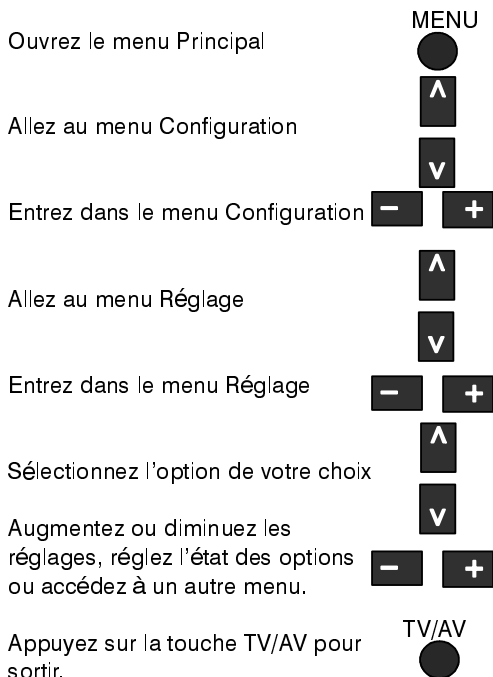 MENU
Ouvrez le menu Principal
^
Allez au menu Configuration
v
Entrez dans le menu Configuration - +
^
Allez au menu Réglage
v
Entrez dans le menu Réglage - +
^
Sélectionnez l'option de votre choix
v
Augmentez ou diminuez les
réglages, réglez l'état des options - +
ou accédez à un autre menu.
TV/AV
Appuyez sur la touche TV/AV pour
sortir.